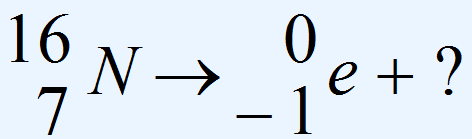 ¹⁶₇N → ⁰₋₁e + ?